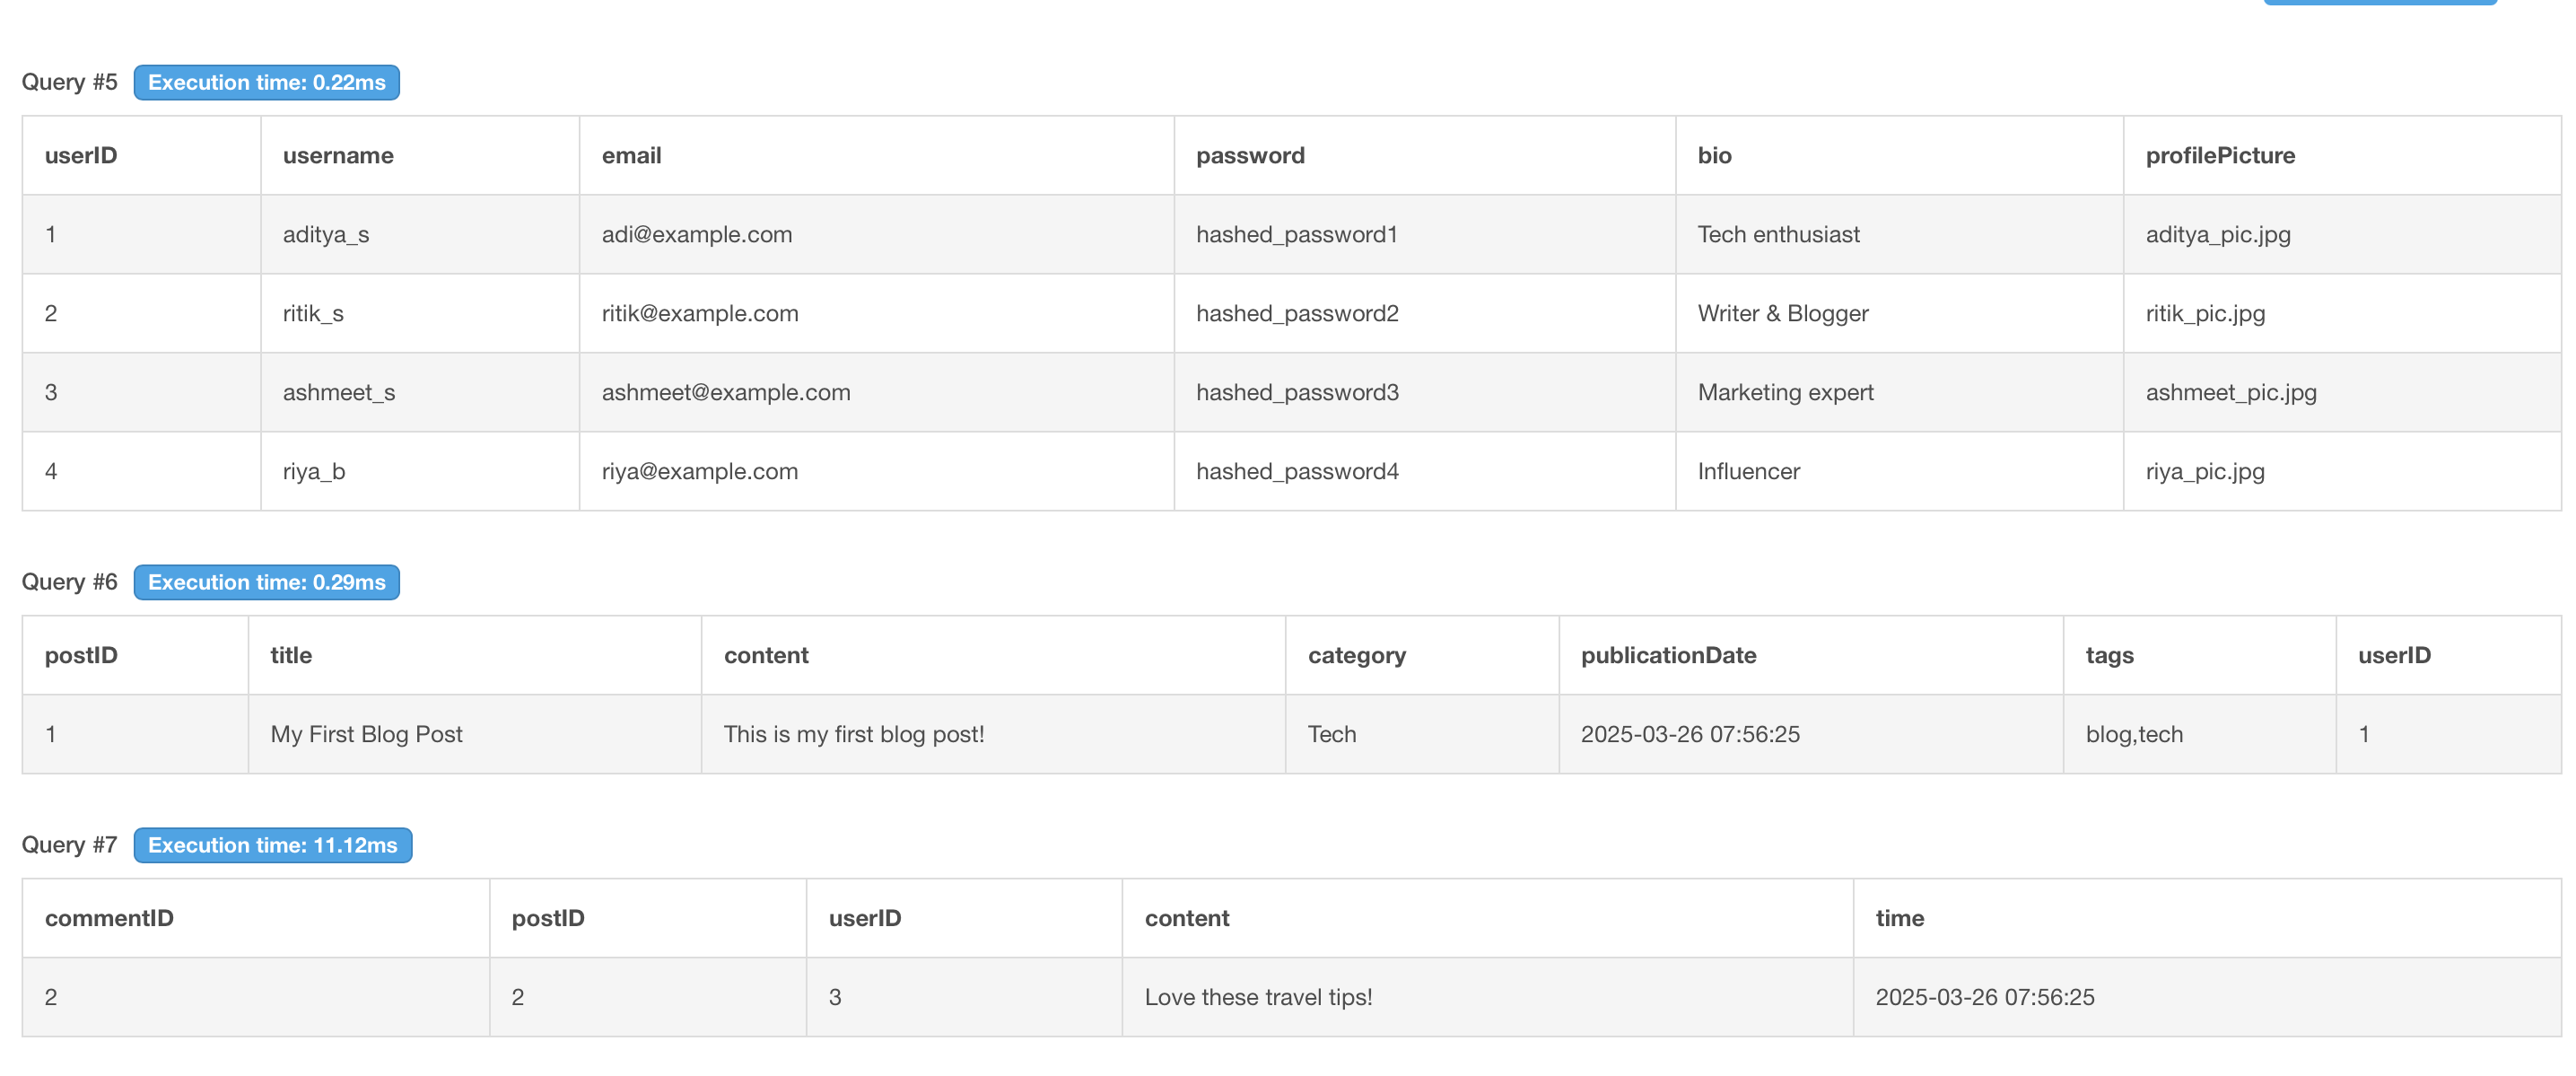 Query #5 Execution time: 0.22ms
userID username email password bio profilePicture
1 aditya_s adi@example.com hashed_password1 Tech enthusiast aditya_pic.jpg
2 ritik_s ritik@example.com hashed_password2 Writer & Blogger ritik_pic.jpg
3 ashmeet_s ashmeet@example.com hashed_password3 Marketing expert ashmeet_pic.jpg
4 riya_b riya@example.com hashed_password4 Influencer riya_pic.jpg
Query #6 Execution time: 0.29ms
postID title content category publicationDate tags userID
1 My First Blog Post This is my first blog post! Tech 2025-03-26 07:56:25 blog,tech 1
Query #7 Execution time: 11.12ms
commentID postID userID content time
2 2 3 Love these travel tips! 2025-03-26 07:56:25